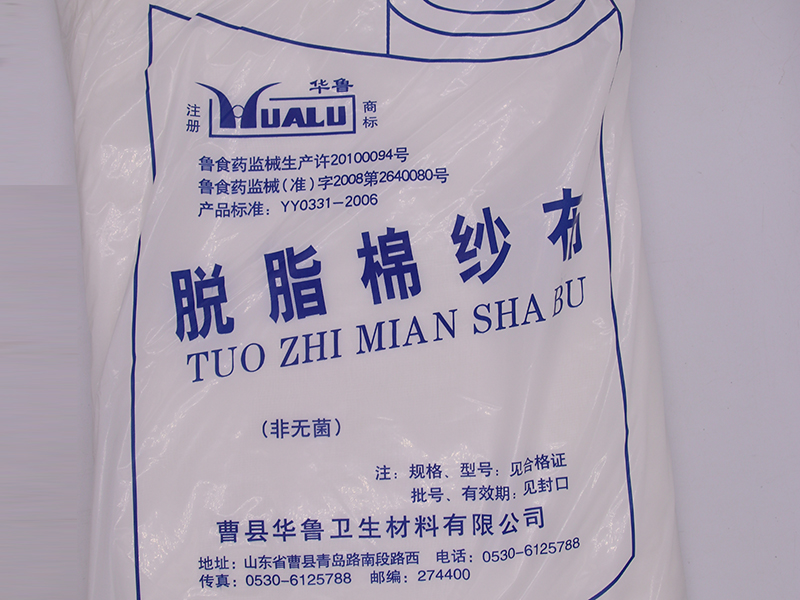 华鲁
注册 HUALU 商标
鲁食药监械生产许20100094号
鲁食药监械(准)字2008第2640080号
产品标准：YY0331-2006
脱脂棉纱布
TUO ZHI MIAN SHA BU
(非无菌)
注：规格、型号：见合格证
批号、有效期：见封口
曹县华鲁卫生材料有限公司
地址：山东省曹县青岛路南段路西 电话：0530-6125788
传真：0530-6125788 邮编：274400